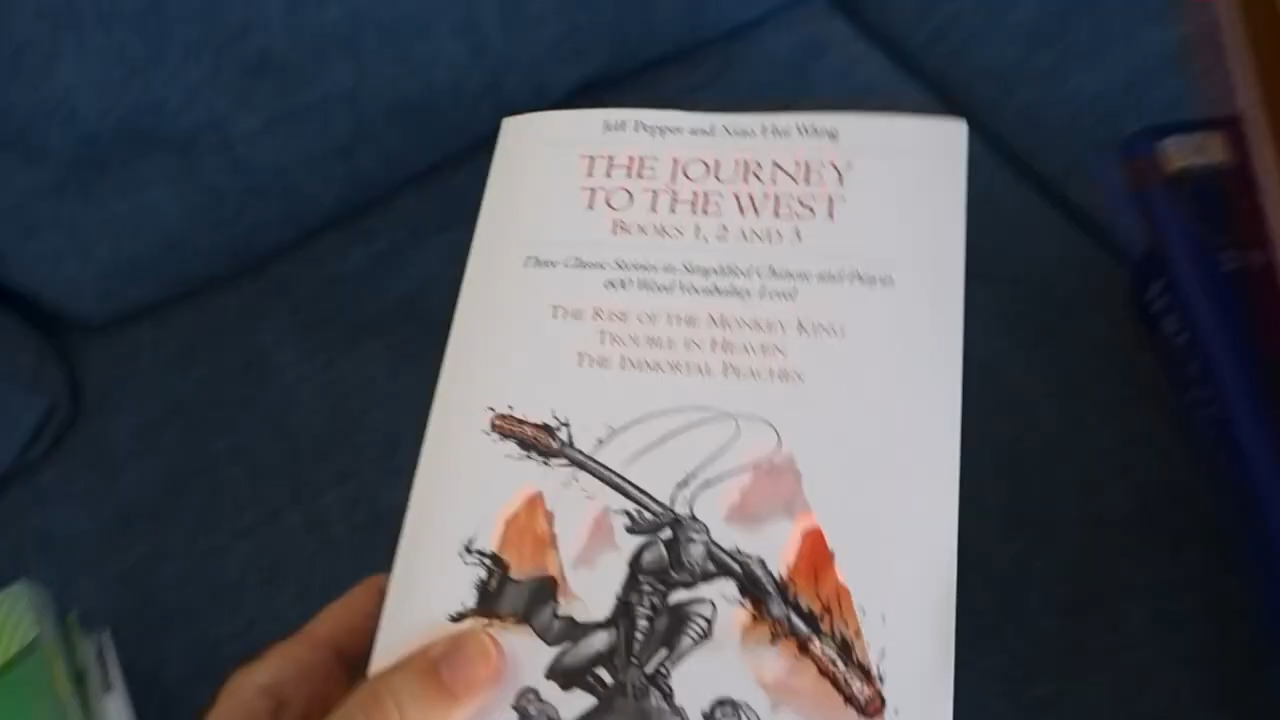 Jeff Pepper and Xiao Hui Wang
THE JOURNEY
TO THE WEST
BOOKS 1, 2 AND 3
Three Classic Stories in Simplified Chinese and Pinyin
600 Word Vocabulary Level
THE RISE OF THE MONKEY KING
TROUBLE IN HEAVEN
THE IMMORTAL PEACHES